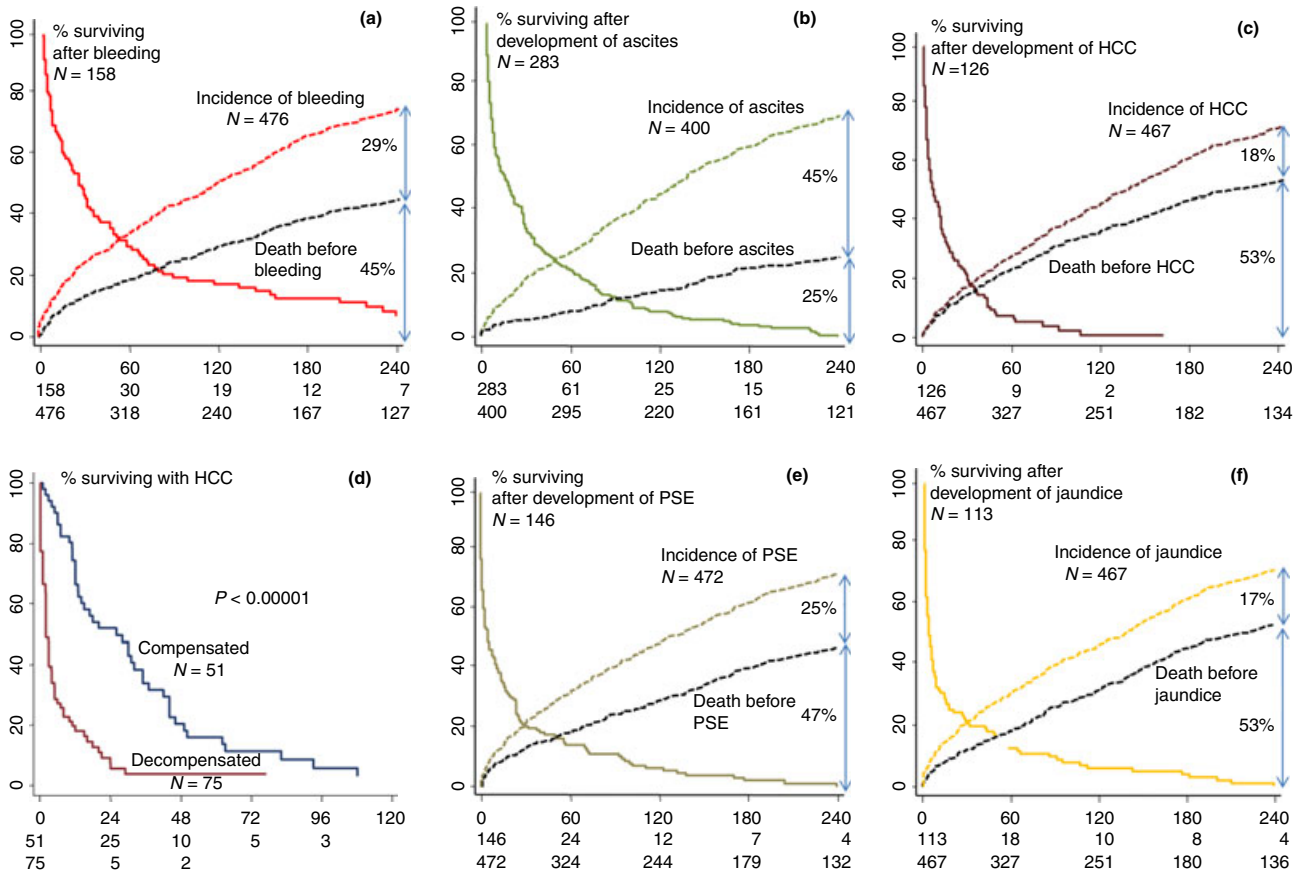 (a)
% surviving
after bleeding
N = 158
Incidence of bleeding
N = 476
29%
Death before
bleeding
45%
100
80
60
40
20
0
0 60 120 180 240
158 30 19 12 7
476 318 240 167 127
(b)
% surviving after
development of ascites
N = 283
Incidence of ascites
N = 400
45%
Death before ascites
25%
100
80
60
40
20
0
0 60 120 180 240
283 61 25 15 6
400 295 220 161 121
(c)
% surviving
after development of HCC
N =126
Incidence of HCC
N = 467
18%
Death before HCC
53%
100
80
60
40
20
0
0 60 120 180 240
126 9 2
467 327 251 182 134
(d)
% surviving with HCC
P < 0.00001
Compensated
N = 51
Decompensated
N = 75
100
80
60
40
20
0
0 24 48 72 96 120
51 25 10 5 3
75 5 2
(e)
% surviving
after development of PSE
N = 146
Incidence of PSE
N = 472
25%
Death before
PSE
47%
100
80
60
40
20
0
0 60 120 180 240
146 24 12 7 4
472 324 244 179 132
(f)
% surviving after
development of jaundice
N = 113
Incidence of jaundice
N = 467
17%
Death before
jaundice
53%
100
80
60
40
20
0
0 60 120 180 240
113 18 10 8 4
467 327 251 180 136